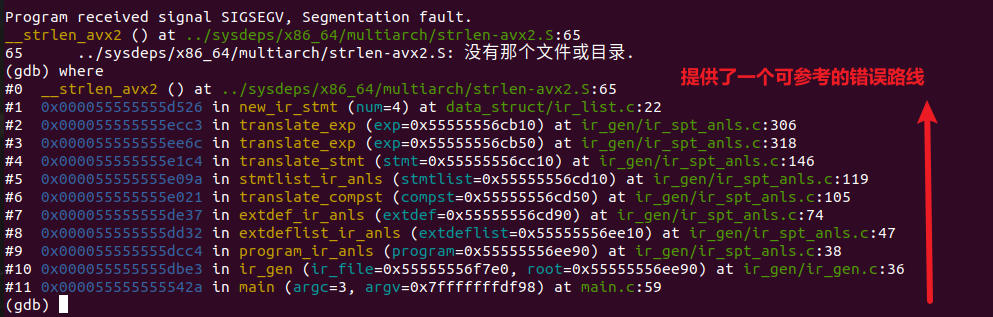 Program received signal SIGSEGV, Segmentation fault.
__strlen_avx2 () at ../sysdeps/x86_64/multiarch/strlen-avx2.S:65
65      ../sysdeps/x86_64/multiarch/strlen-avx2.S: 没有那个文件或目录.
(gdb) where
提供了一个可参考的错误路线
#0  __strlen_avx2 () at ../sysdeps/x86_64/multiarch/strlen-avx2.S:65
#1  0x000055555555d526 in new_ir_stmt (num=4) at data_struct/ir_list.c:22
#2  0x000055555555ecc3 in translate_exp (exp=0x55555556cb10) at ir_gen/ir_spt_anls.c:306
#3  0x000055555555ee6c in translate_exp (exp=0x55555556cb50) at ir_gen/ir_spt_anls.c:318
#4  0x000055555555e1c4 in translate_stmt (stmt=0x55555556cc10) at ir_gen/ir_spt_anls.c:146
#5  0x000055555555e09a in stmtlist_ir_anls (stmtlist=0x55555556cd10) at ir_gen/ir_spt_anls.c:119
#6  0x000055555555e021 in translate_compst (compst=0x55555556cd50) at ir_gen/ir_spt_anls.c:105
#7  0x000055555555de37 in extdef_ir_anls (extdef=0x55555556cd90) at ir_gen/ir_spt_anls.c:74
#8  0x000055555555dd32 in extdeflist_ir_anls (extdeflist=0x55555556ee10) at ir_gen/ir_spt_anls.c:47
#9  0x000055555555dcc4 in program_ir_anls (program=0x55555556ee90) at ir_gen/ir_spt_anls.c:38
#10 0x000055555555dbe3 in ir_gen (ir_file=0x55555556f7e0, root=0x55555556ee90) at ir_gen/ir_gen.c:36
#11 0x000055555555542a in main (argc=3, argv=0x7fffffffdf98) at main.c:59
(gdb)